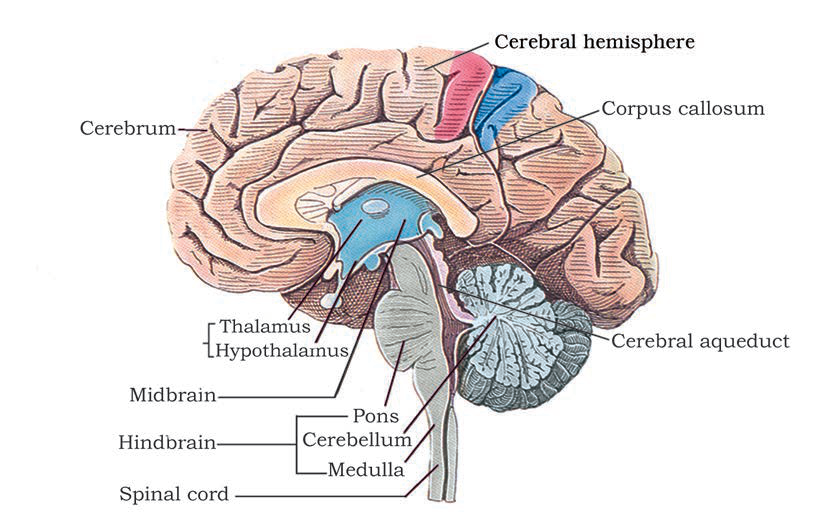 Cerebral hemisphere
Corpus callosum
Cerebrum
Thalamus
Hypothalamus
Cerebral aqueduct
Midbrain
Pons
Hindbrain
Cerebellum
Medulla
Spinal cord